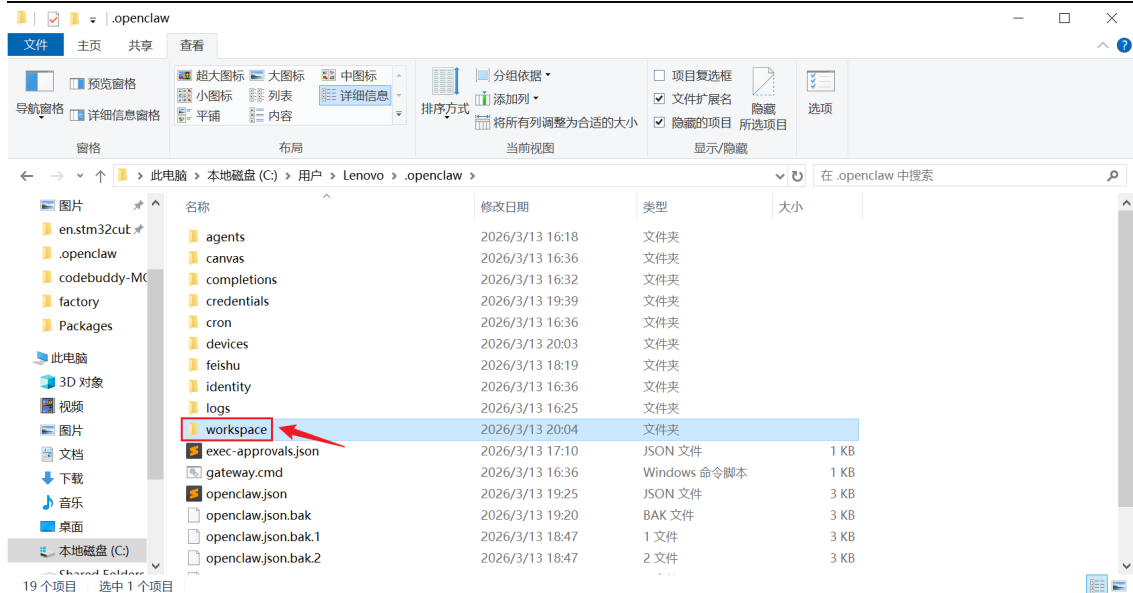 .openclaw
文件 主页 共享 查看
导航窗格
预览窗格
详细信息窗格
窗格
超大图标 大图标 中图标
小图标 列表 详细信息
平铺 内容
布局
排序方式
分组依据
添加列
将所有列调整为合适的大小
当前视图
项目复选框
文件扩展名
隐藏的项目
隐藏
所选项目
显示/隐藏
选项
此电脑 > 本地磁盘 (C:) > 用户 > Lenovo > .openclaw >
在 .openclaw 中搜索
图片
en.stm32cub
.openclaw
codebuddy-MC
factory
Packages
此电脑
3D 对象
视频
图片
文档
下载
音乐
桌面
本地磁盘 (C:)
Shared Folders
名称 修改日期 类型 大小
agents 2026/3/13 16:18 文件夹
canvas 2026/3/13 16:36 文件夹
completions 2026/3/13 16:32 文件夹
credentials 2026/3/13 19:39 文件夹
cron 2026/3/13 16:36 文件夹
devices 2026/3/13 20:03 文件夹
feishu 2026/3/13 18:19 文件夹
identity 2026/3/13 16:36 文件夹
logs 2026/3/13 16:25 文件夹
workspace 2026/3/13 20:04 文件夹
exec-approvals.json 2026/3/13 17:10 JSON 文件 1 KB
gateway.cmd 2026/3/13 16:36 Windows 命令脚本 1 KB
openclaw.json 2026/3/13 19:25 JSON 文件 3 KB
openclaw.json.bak 2026/3/13 19:20 BAK 文件 3 KB
openclaw.json.bak.1 2026/3/13 18:47 1 文件 3 KB
openclaw.json.bak.2 2026/3/13 18:47 2 文件 3 KB
19 个项目 选中 1 个项目